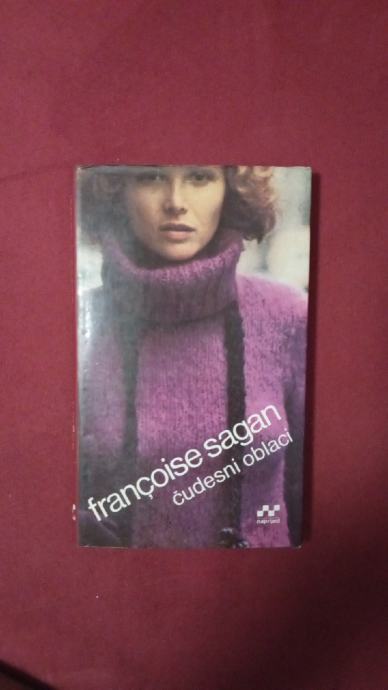 françoise sagan
čudesni oblaci
naprijed